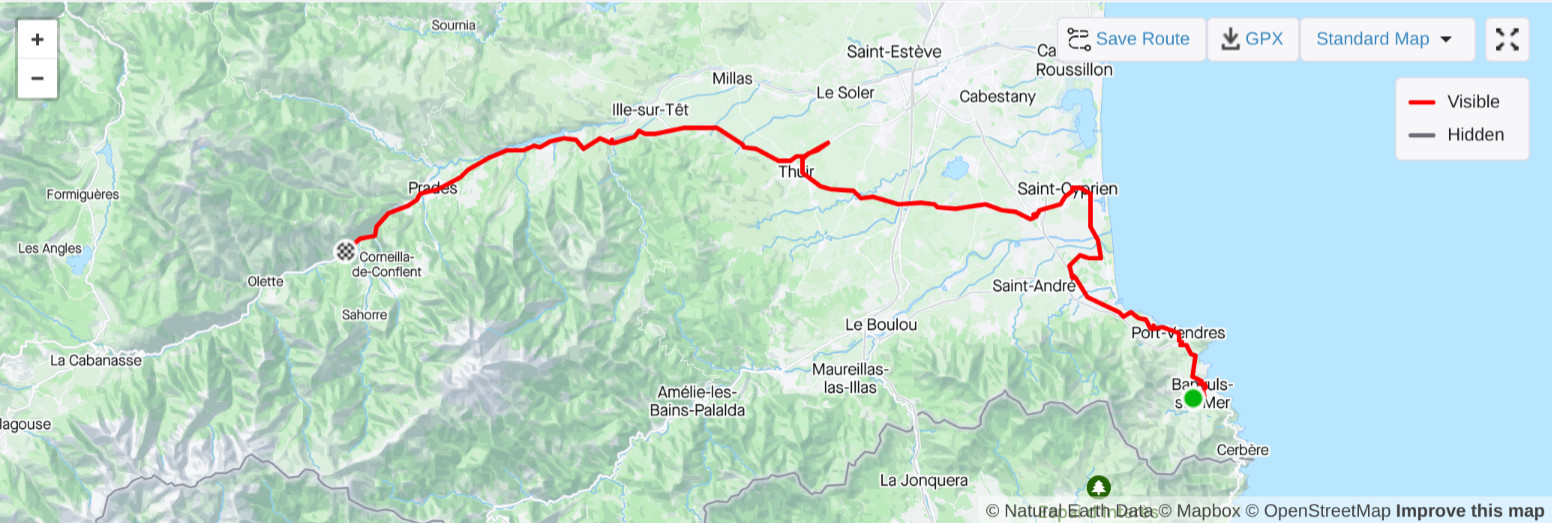 +
−
Sournia
Saint-Estève
Ca
Roussillon
Save Route
GPX
Standard Map
Visible
Hidden
Millas
Le Soler
Cabestany
Ille-sur-Têt
Thuir
Prades
Formiguères
Saint-Cyprien
Les Angles
Corneilla-
de-Conflent
Olette
Sahorre
Saint-André
Le Boulou
Port-Vendres
La Cabanasse
Maureillas-
las-Illas
Amélie-les-
Bains-Palalda
Banyuls-
s Mer
lagouse
Cerbère
La Jonquera
© Natural Earth Data © Mapbox © OpenStreetMap Improve this map